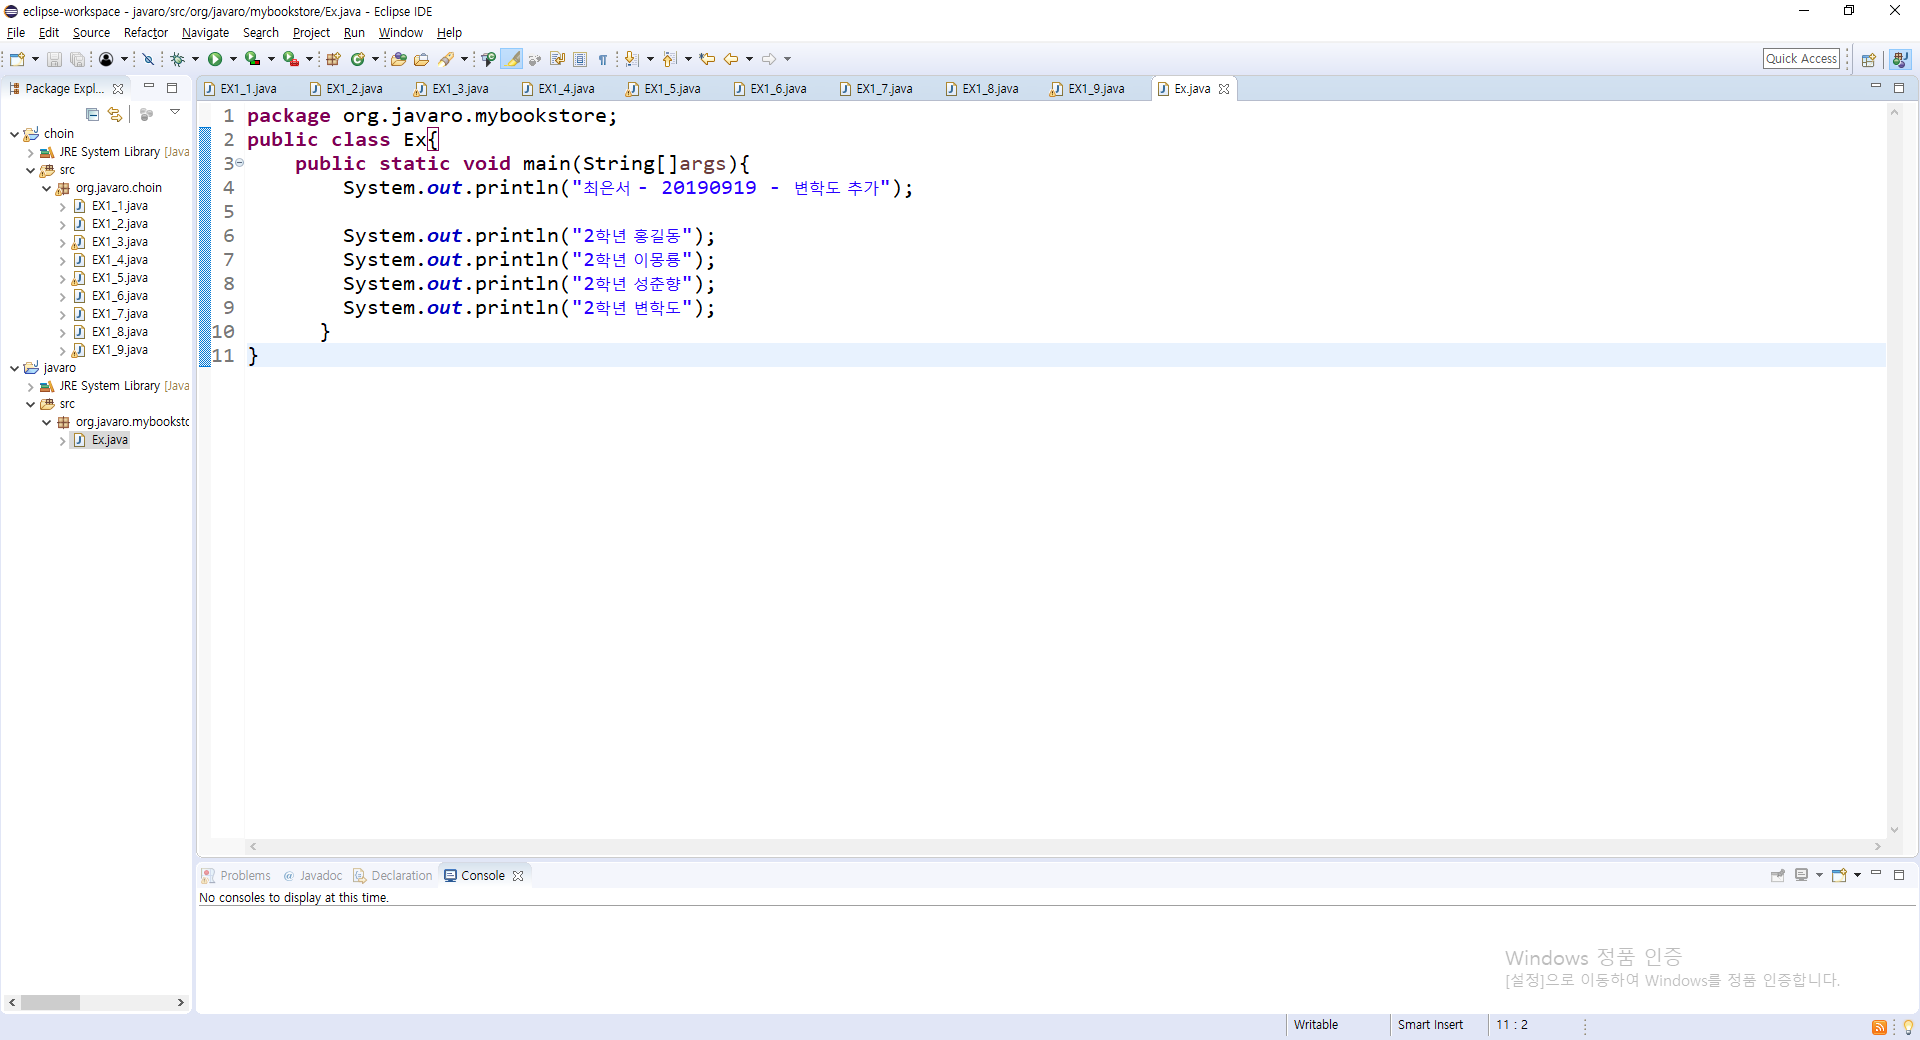 eclipse-workspace - javaro/src/org/javaro/mybookstore/Ex.java - Eclipse IDE
File Edit Source Refactor Navigate Search Project Run Window Help
Quick Access
Package Expl...
choin
JRE System Library [Java
src
org.javaro.choin
EX1_1.java
EX1_2.java
EX1_3.java
EX1_4.java
EX1_5.java
EX1_6.java
EX1_7.java
EX1_8.java
EX1_9.java
javaro
JRE System Library [Java
src
org.javaro.mybooksto
Ex.java
EX1_1.java EX1_2.java EX1_3.java EX1_4.java EX1_5.java EX1_6.java EX1_7.java EX1_8.java EX1_9.java Ex.java
1 package org.javaro.mybookstore;
2 public class Ex{
3 public static void main(String[]args){
4 System.out.println("최은서 - 20190919 - 변학도 추가");
5
6 System.out.println("2학년 홍길동");
7 System.out.println("2학년 이몽룡");
8 System.out.println("2학년 성춘향");
9 System.out.println("2학년 변학도");
10 }
11 }
Problems @ Javadoc Declaration Console
No consoles to display at this time.
Windows 정품 인증
[설정]으로 이동하여 Windows를 정품 인증합니다.
Writable Smart Insert 11 : 2